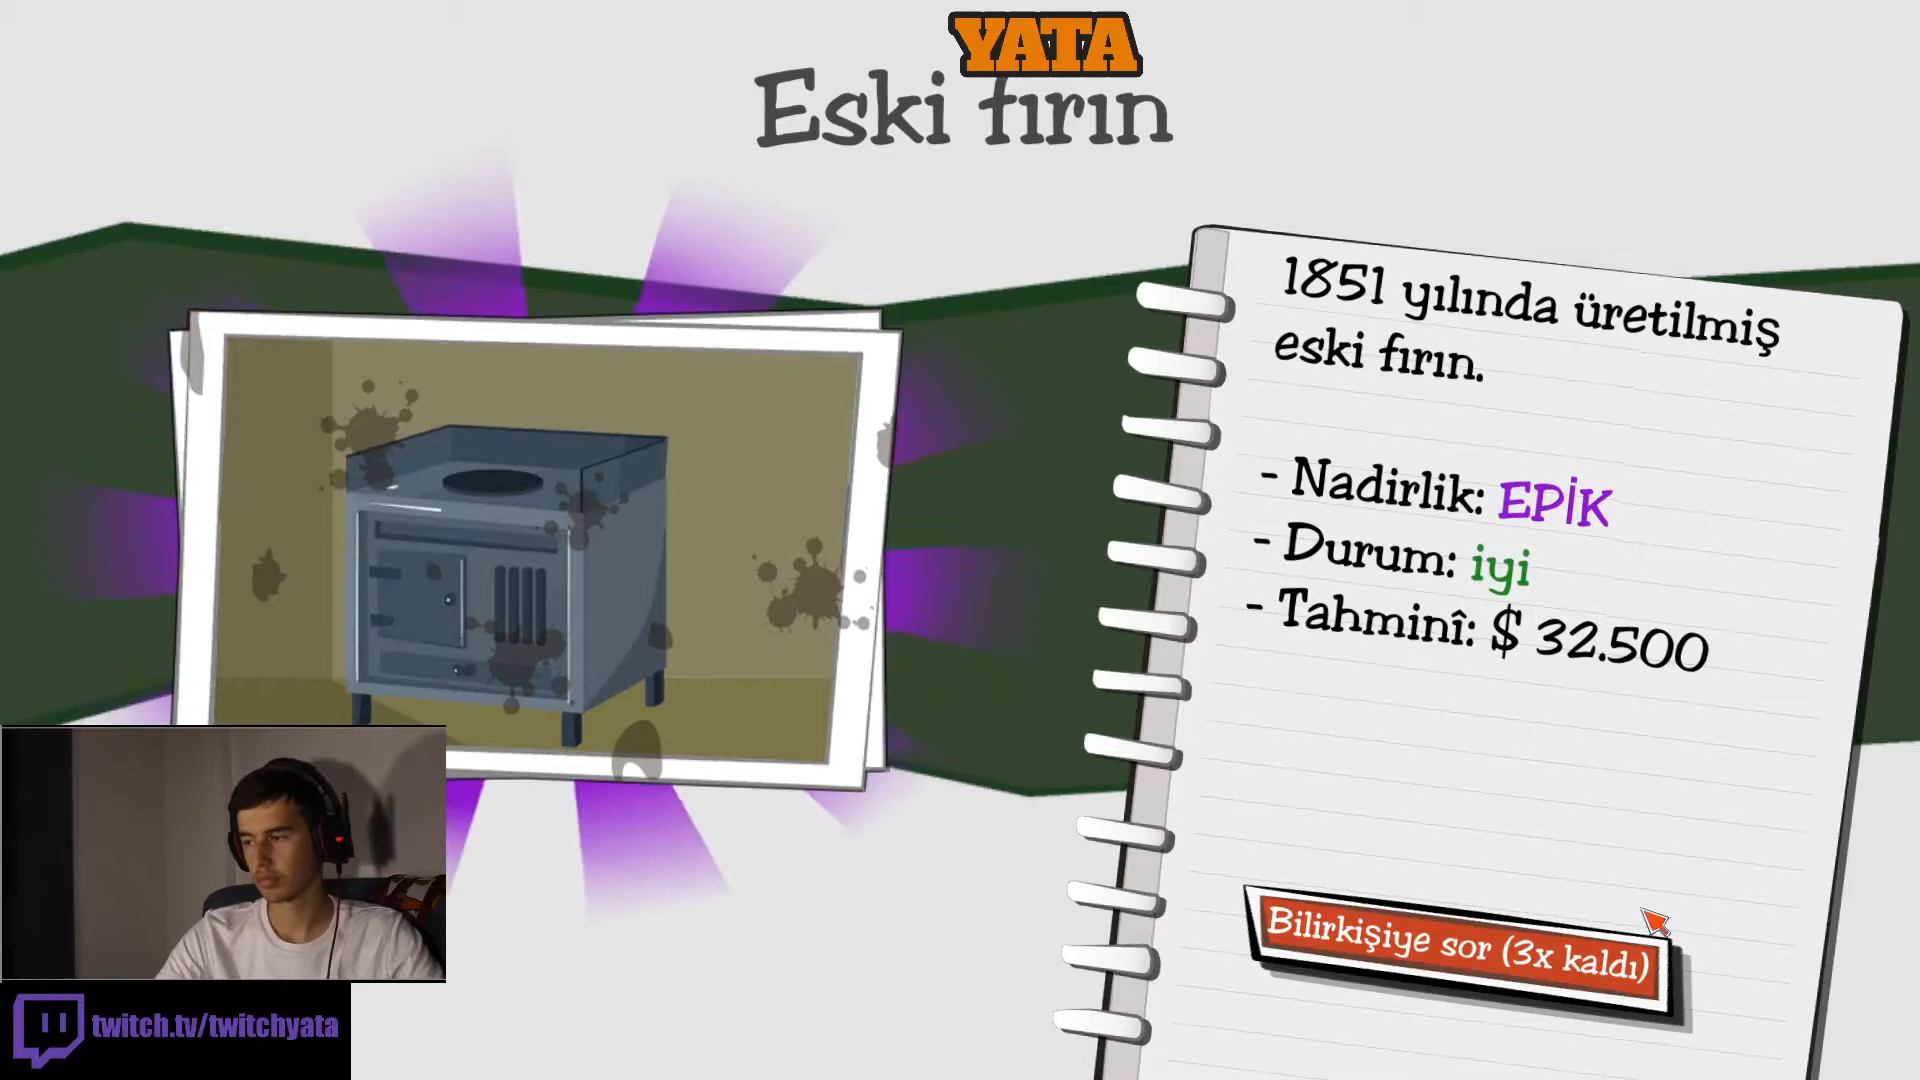 YATA
Eski fırın
1851 yılında üretilmiş
eski fırın.
- Nadirlik: EPİK
- Durum: iyi
- Tahminî: $ 32.500
Bilirkişiye sor (3x kaldı)
twitch.tv/twitchyata